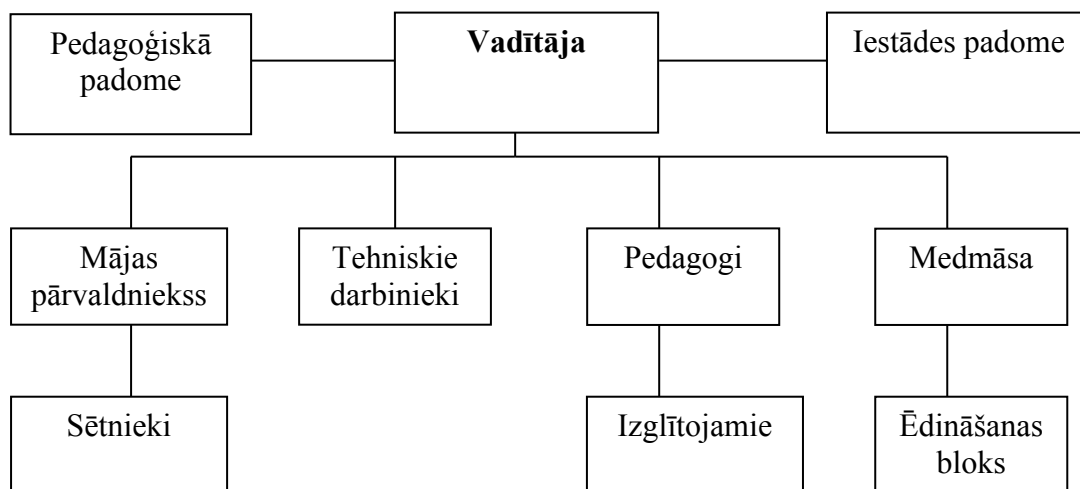 Pedagoģiskā
padome
Vadītāja
Iestādes padome
Mājas
pārvaldniekss
Tehniskie
darbinieki
Pedagogi
Medmāsa
Sētnieki
Izglītojamie
Ēdināšanas
bloks